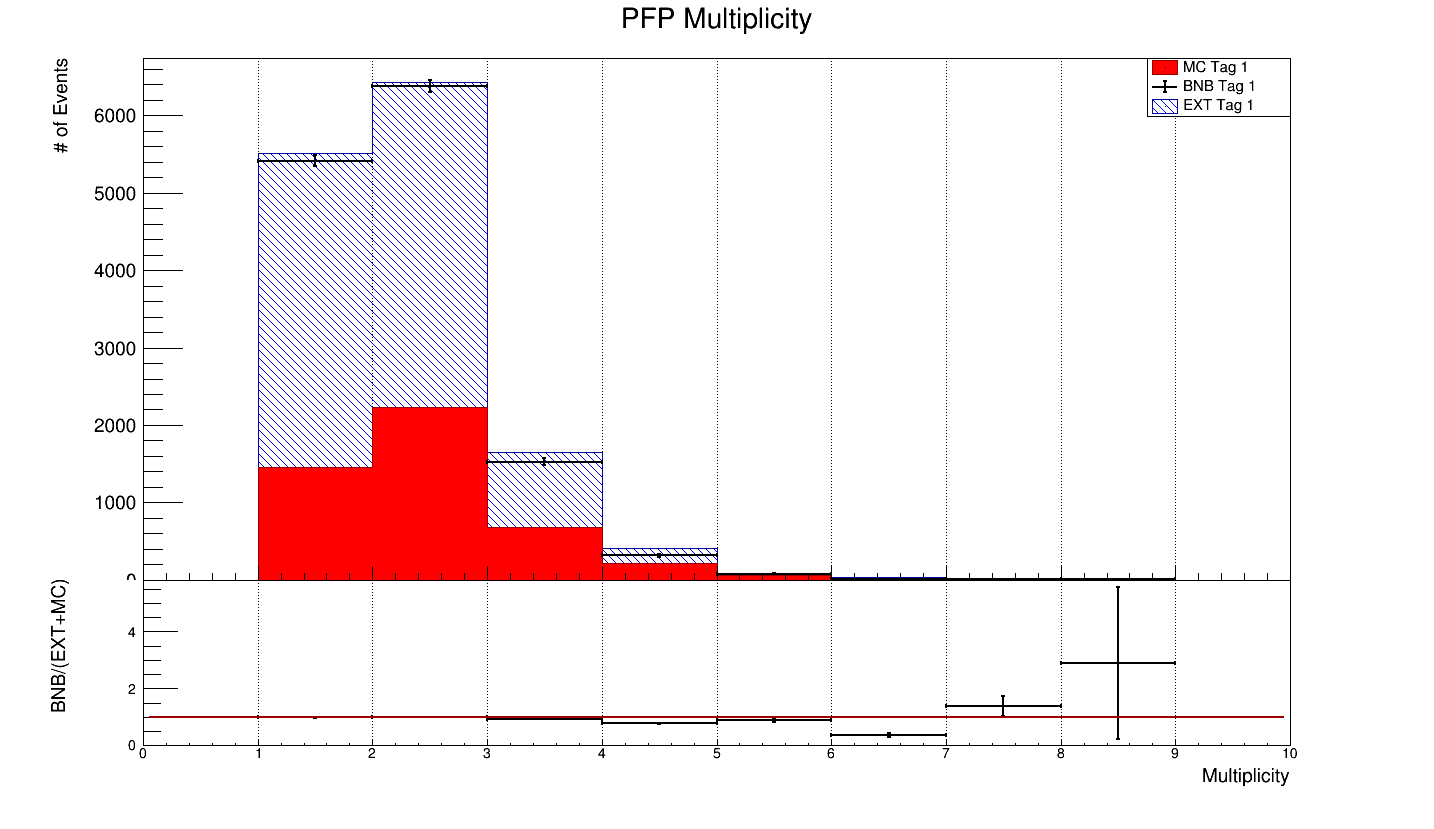 PFP Multiplicity
# of Events
6000
5000
4000
3000
2000
1000
0
MC Tag 1
BNB Tag 1
EXT Tag 1
BNB/(EXT+MC)
4
2
0
0 1 2 3 4 5 6 7 8 9 10
Multiplicity